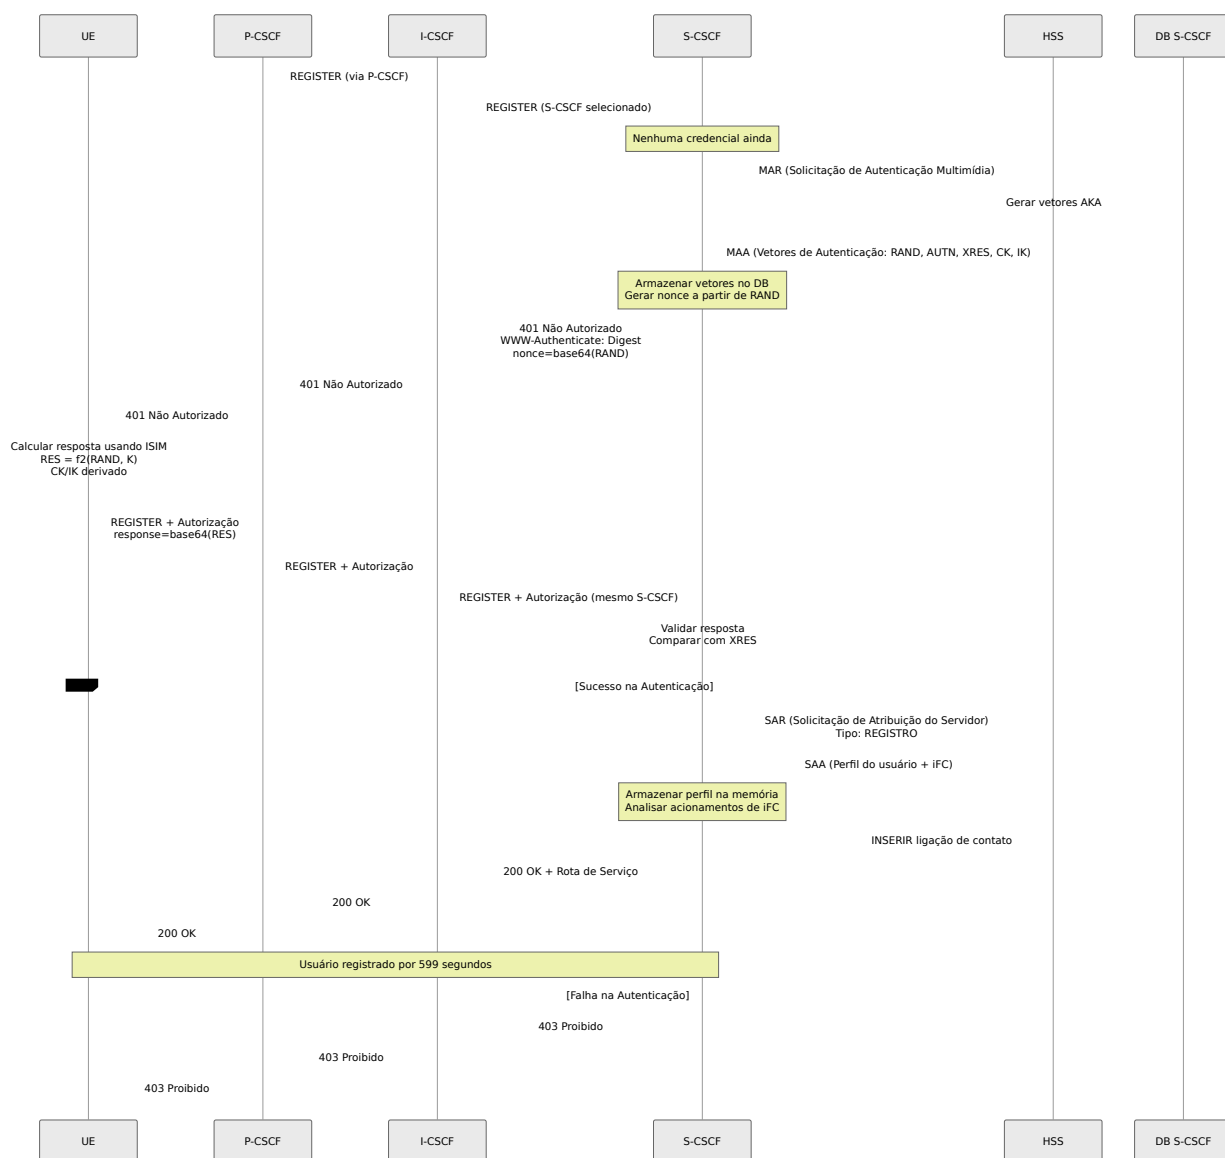 UE
P-CSCF
I-CSCF
S-CSCF
HSS
DB S-CSCF
REGISTER (via P-CSCF)
REGISTER (S-CSCF selecionado)
Nenhuma credencial ainda
MAR (Solicitação de Autenticação Multimídia)
Gerar vetores AKA
MAA (Vetores de Autenticação: RAND, AUTN, XRES, CK, IK)
Armazenar vetores no DB
Gerar nonce a partir de RAND
401 Não Autorizado
WWW-Authenticate: Digest
nonce=base64(RAND)
401 Não Autorizado
401 Não Autorizado
Calcular resposta usando ISIM
RES = f2(RAND, K)
CK/IK derivado
REGISTER + Autorização
response=base64(RES)
REGISTER + Autorização
REGISTER + Autorização (mesmo S-CSCF)
Validar resposta
Comparar com XRES
[Sucesso na Autenticação]
SAR (Solicitação de Atribuição do Servidor)
Tipo: REGISTRO
SAA (Perfil do usuário + iFC)
Armazenar perfil na memória
Analisar acionamentos de iFC
INSERIR ligação de contato
200 OK + Rota de Serviço
200 OK
200 OK
Usuário registrado por 599 segundos
[Falha na Autenticação]
403 Proibido
403 Proibido
403 Proibido
UE
P-CSCF
I-CSCF
S-CSCF
HSS
DB S-CSCF